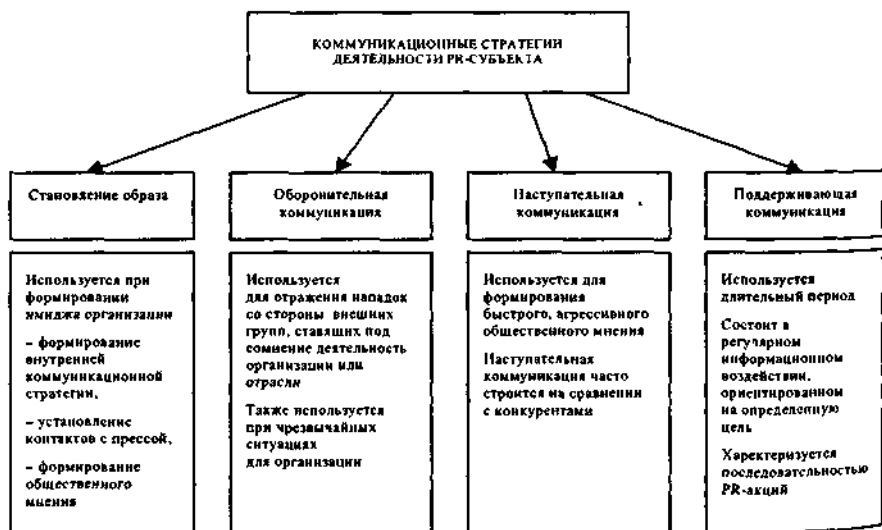 КОММУНИКАЦИОННЫЕ СТРАТЕГИИ
ДЕЯТЕЛЬНОСТИ PR-СУБЪЕКТА
Становление образа
Используется при
формировании
имиджа организации
– формирование
внутренней
коммуникационной
стратегии,
– установление
контактов с прессой,
– формирование
общественного
мнения
Оборонительная
коммуникация
Используется
для отражения нападок
со стороны внешних
групп, ставящих под
сомнение деятельность
организации или
отрасли
Также используется
при чрезвычайных
ситуациях
для организации
Наступательная
коммуникация
Используется для
формирования
быстрого, агрессивного
общественного мнения
Наступательная
коммуникация часто
строится на сравнении
с конкурентами
Поддерживающая
коммуникация
Используется
длительный период
Состоит в
регулярном
информационном
воздействии,
ориентированном
на определенную
цель
Характеризуется
последовательностью
PR-акций